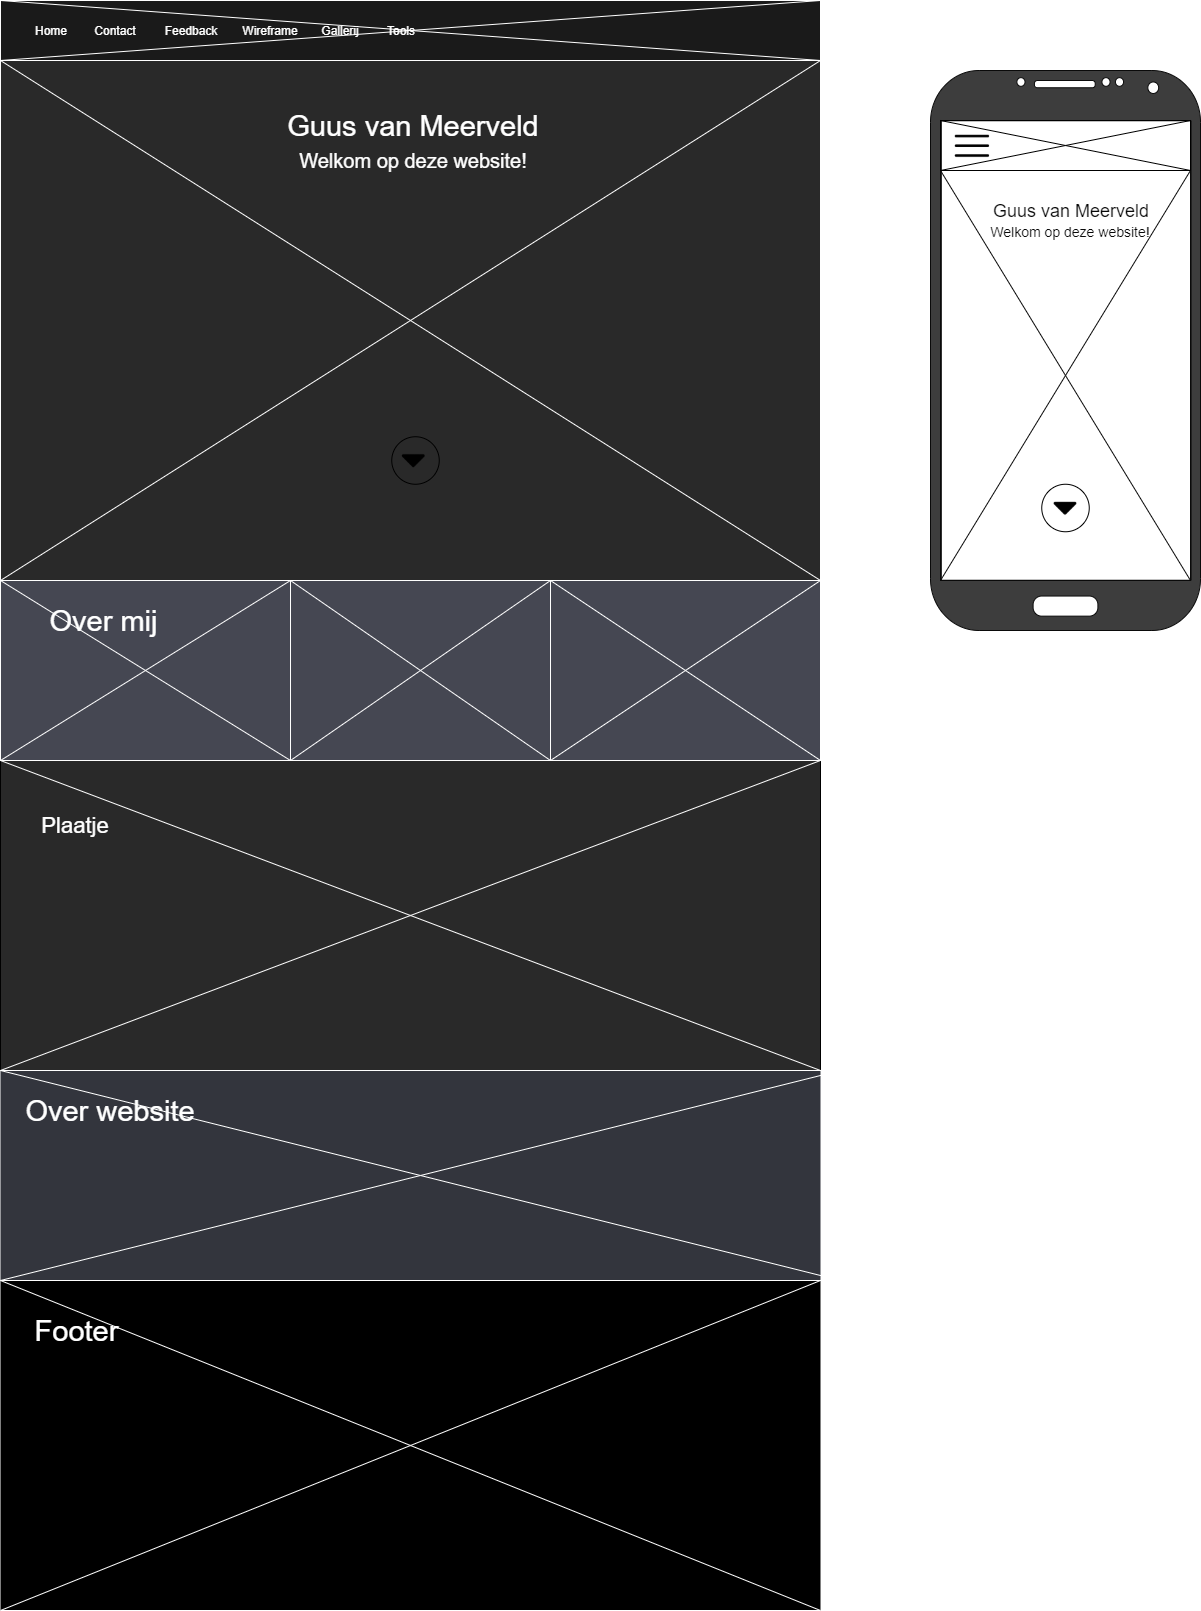 Home Contact Feedback Wireframe Gallerij Tools
Guus van Meerveld
Welkom op deze website!
Over mij
Plaatje
Over website
Footer
Guus van Meerveld
Welkom op deze website!